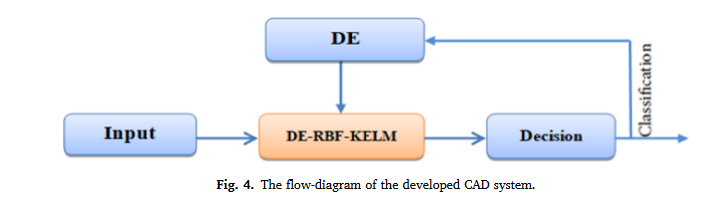 DE
Classification
Input
DE-RBF-KELM
Decision
Fig. 4. The flow-diagram of the developed CAD system.